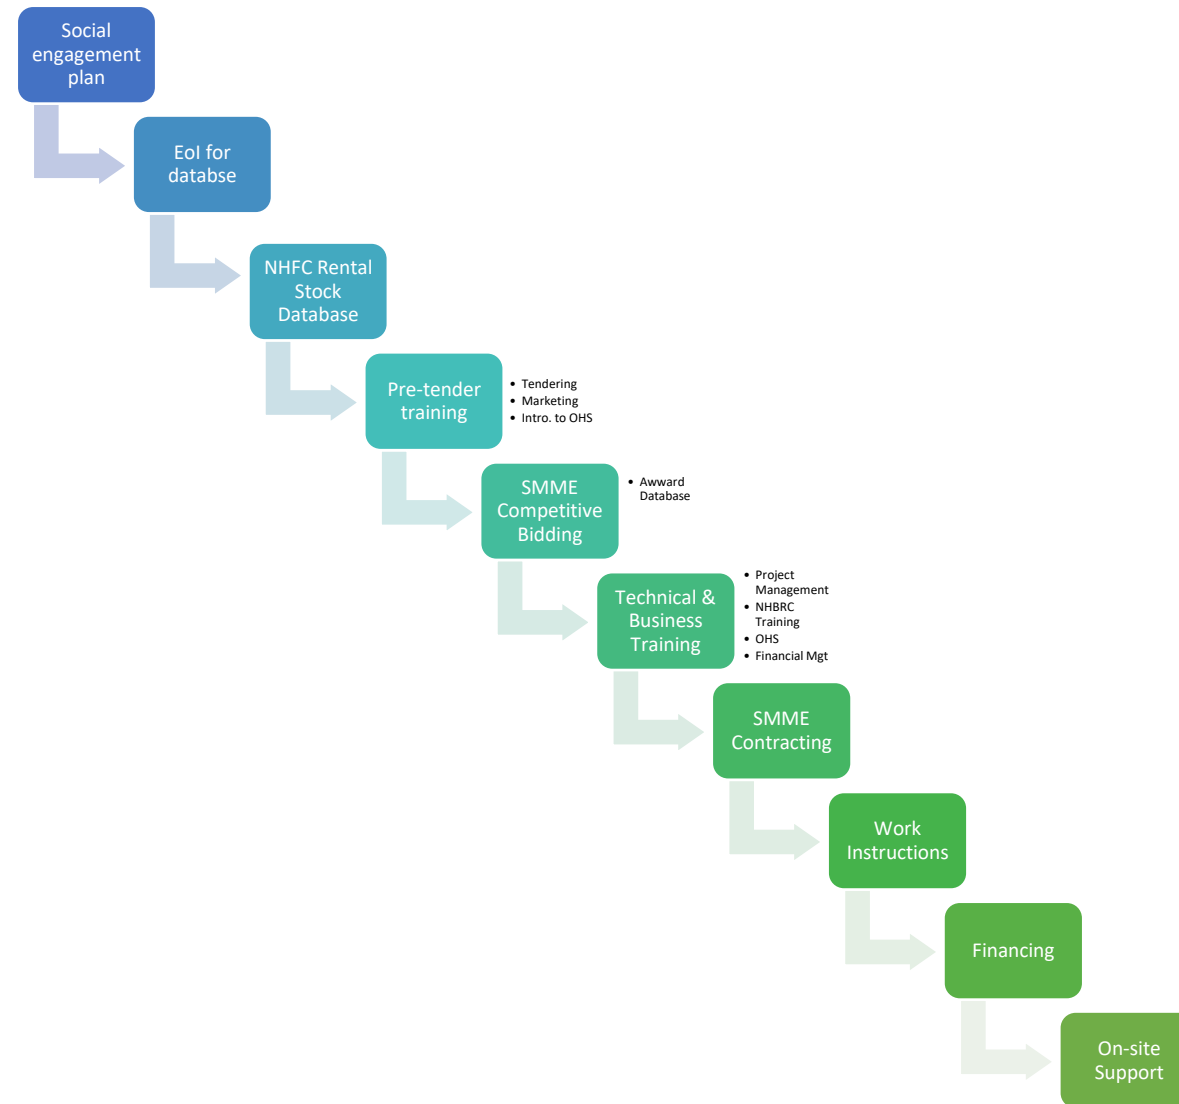 Social
engagement
plan
EoI for
databse
NHFC Rental
Stock
Database
Pre-tender
training
• Tendering
• Marketing
• Intro. to OHS
SMME
Competitive
Bidding
• Awward
Database
Technical &
Business
Training
• Project
Management
• NHBRC
Training
• OHS
• Financial Mgt
SMME
Contracting
Work
Instructions
Financing
On-site
Support